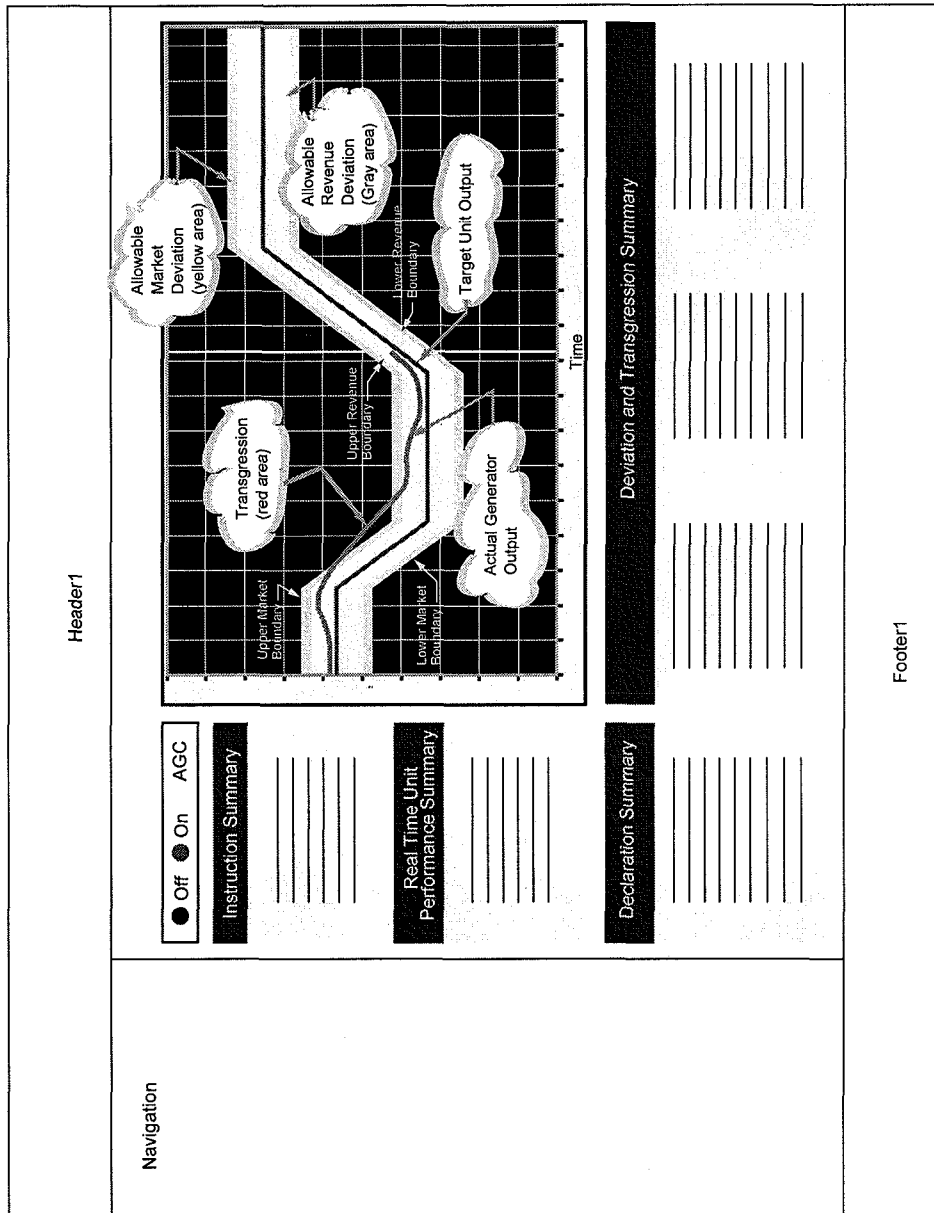 Header1
Navigation
Off
On
AGC
Instruction Summary
Real Time Unit
Performance Summary
Declaration Summary
Allowable
Market
Deviation
(yellow area)
Transgression
(red area)
Upper Market
Boundary
Upper Revenue
Boundary
Allowable
Revenue
Deviation
(Gray area)
Lower Revenue
Boundary
Target Unit Output
Lower Market
Boundary
Actual Generator
Output
Time
Deviation and Transgression Summary
Footer1